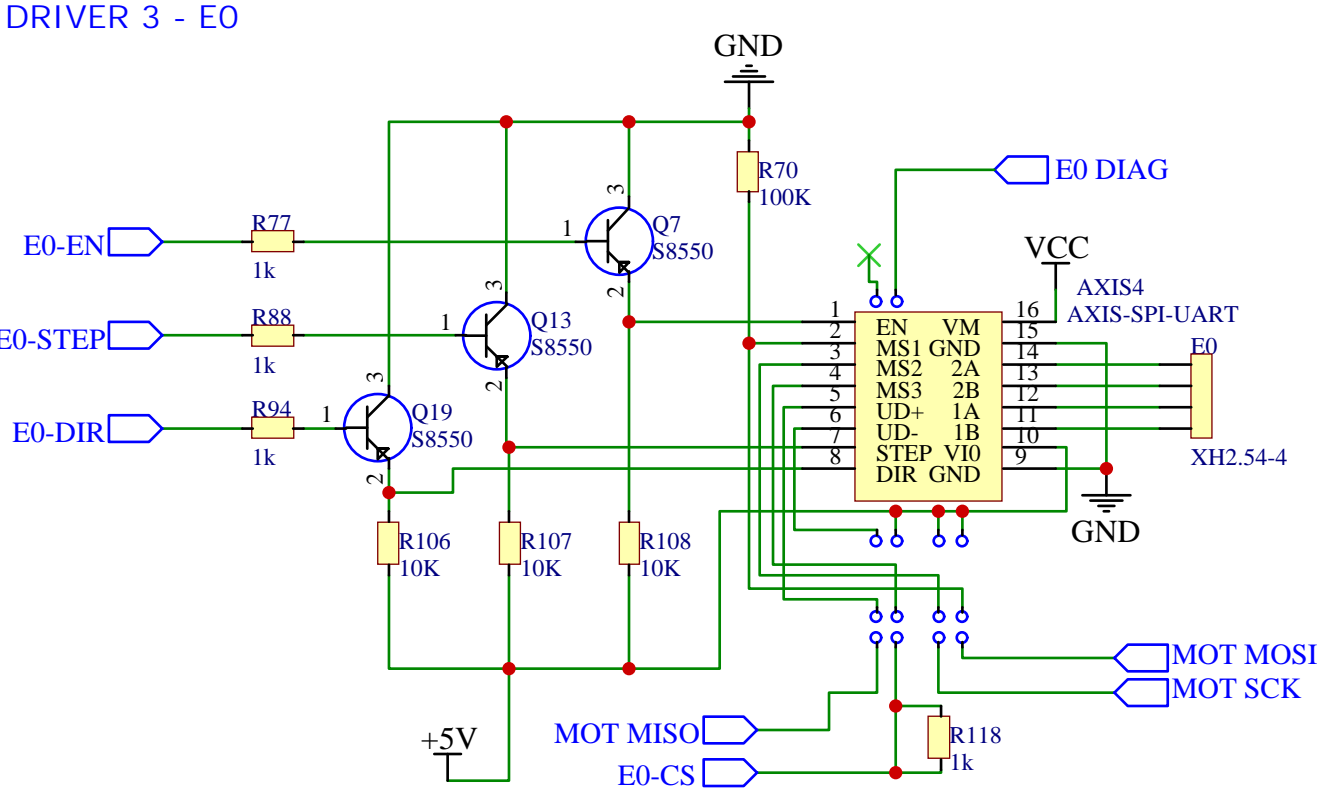 DRIVER 3 - E0
GND
R70
100K
E0 DIAG
3
Q7
S8550
1
2
R77
1k
E0-EN
VCC
AXIS4
AXIS-SPI-UART
3
Q13
S8550
1
2
R88
1k
E0-STEP
3
Q19
S8550
1
2
R94
1k
E0-DIR
1 EN VM 16
2 MS1 GND 15
3 MS2 2A 14
4 MS3 2B 13
5 UD+ 1A 12
6 UD- 1B 11
7 STEP VI0 10
8 DIR GND 9
E0
XH2.54-4
GND
R106
10K
R107
10K
R108
10K
+5V
MOT MOSI
MOT SCK
MOT MISO
E0-CS
R118
1k